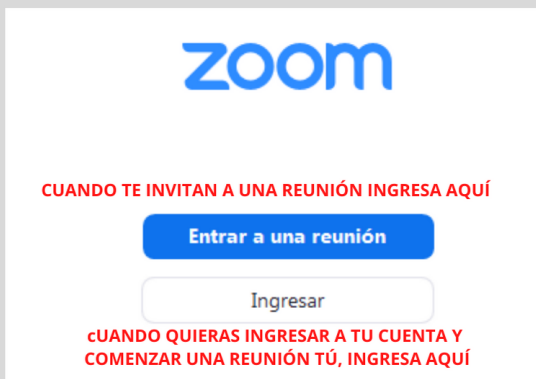 zoom
CUANDO TE INVITAN A UNA REUNIÓN INGRESA AQUÍ
Entrar a una reunión
Ingresar
cUANDO QUIERAS INGRESAR A TU CUENTA Y
COMENZAR UNA REUNIÓN TÚ, INGRESA AQUÍ